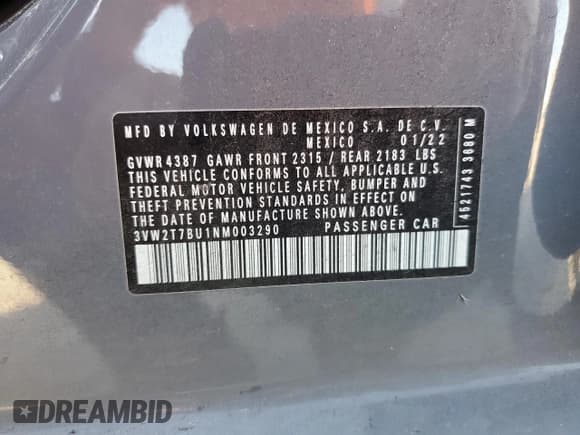 MFD BY VOLKSWAGEN DE MEXICO S.A. DE C.V.
MEXICO 01/22
GVWR 4387 GAWR FRONT 2315 / REAR 2183 LBS
THIS VEHICLE CONFORMS TO ALL APPLICABLE U.S.
FEDERAL MOTOR VEHICLE SAFETY, BUMPER AND
THEFT PREVENTION STANDARDS IN EFFECT ON
THE DATE OF MANUFACTURE SHOWN ABOVE.
3VW2T7BU1NM003290 PASSENGER CAR
4521743 3680 M
DREAMBID